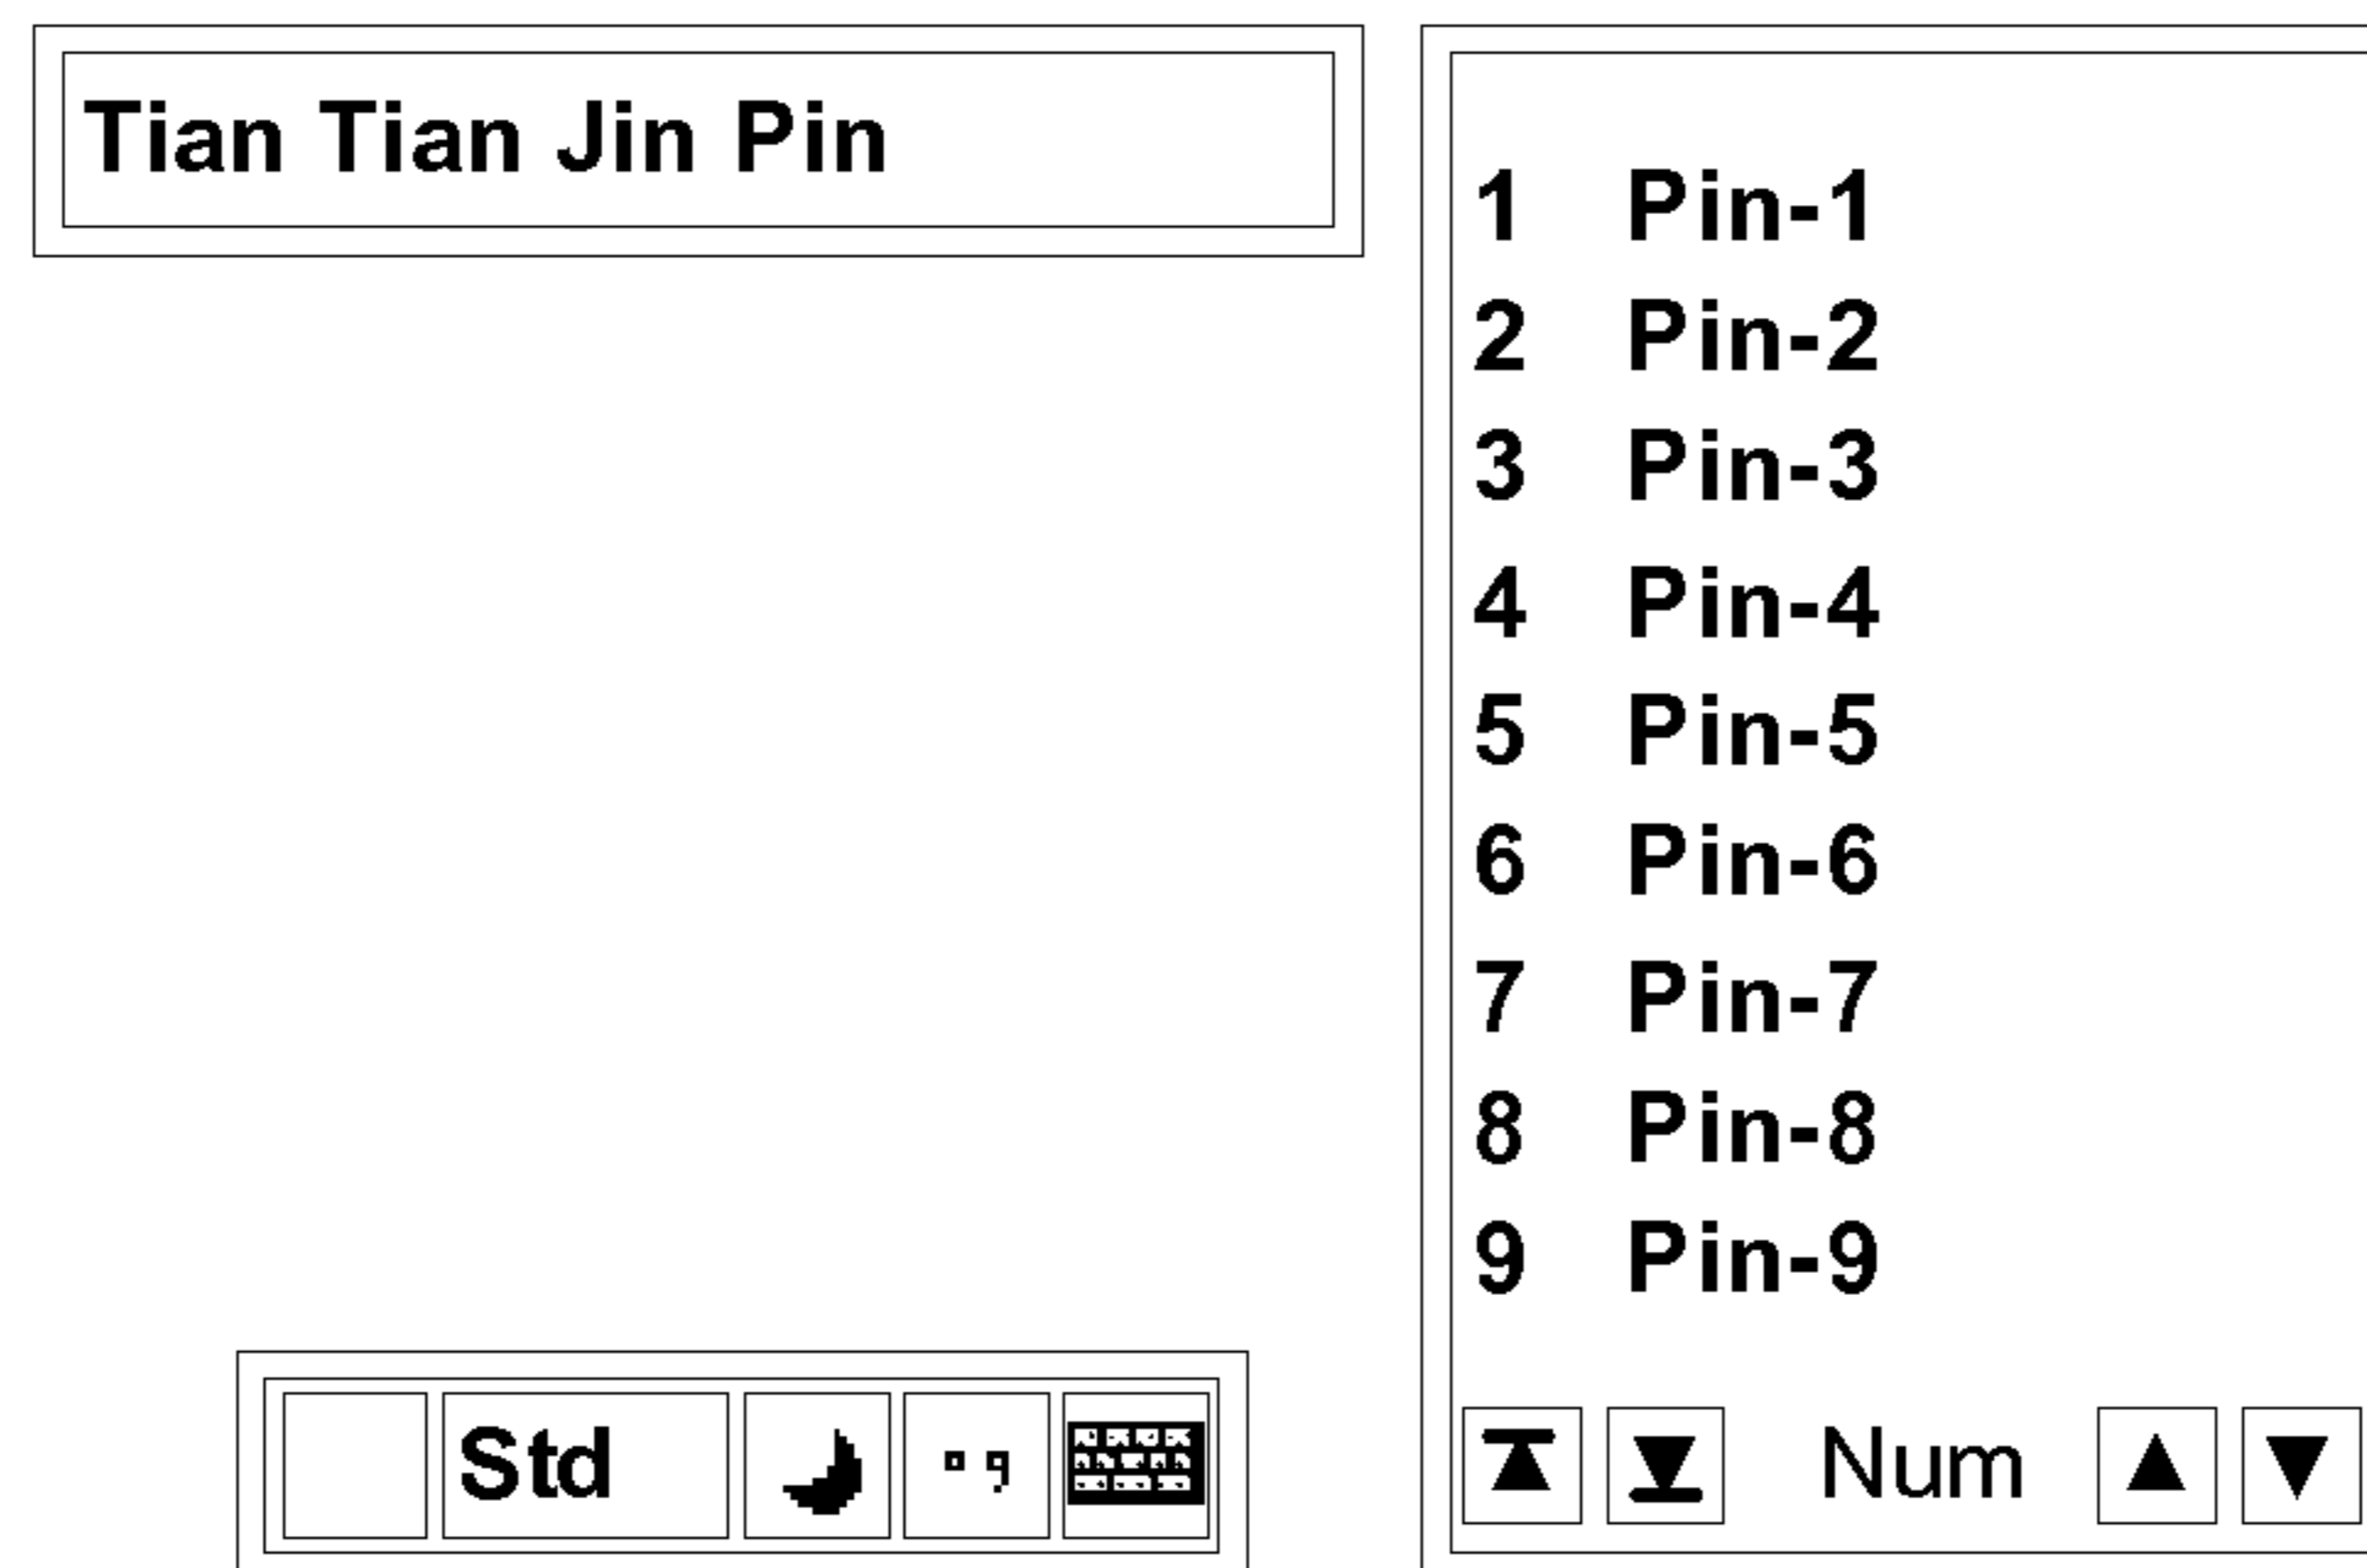 Tian Tian Jin Pin
1 Pin-1
2 Pin-2
3 Pin-3
4 Pin-4
5 Pin-5
6 Pin-6
7 Pin-7
8 Pin-8
9 Pin-9
Std
Num